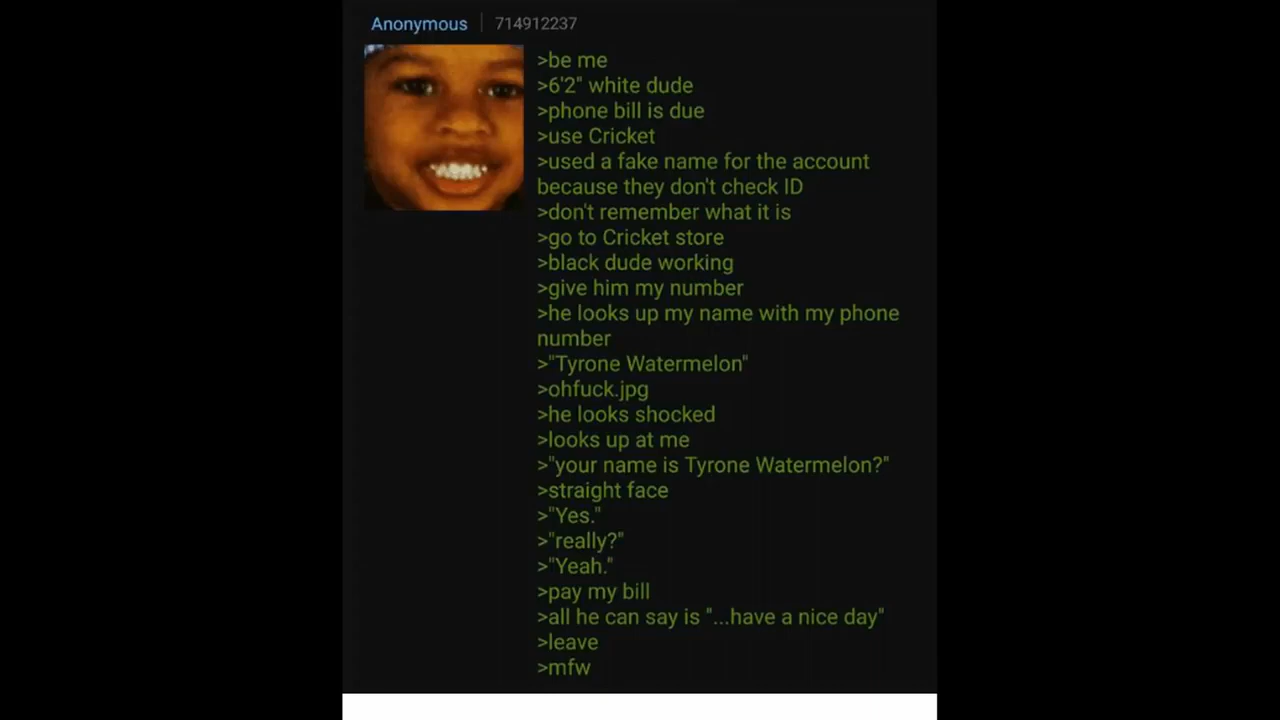 Anonymous | 714912237
>be me
>6'2" white dude
>phone bill is due
>use Cricket
>used a fake name for the account
because they don't check ID
>don't remember what it is
>go to Cricket store
>black dude working
>give him my number
>he looks up my name with my phone
number
>"Tyrone Watermelon"
>ohfuck.jpg
>he looks shocked
>looks up at me
>"your name is Tyrone Watermelon?"
>straight face
>"Yes."
>"really?"
>"Yeah."
>pay my bill
>all he can say is "...have a nice day"
>leave
>mfw